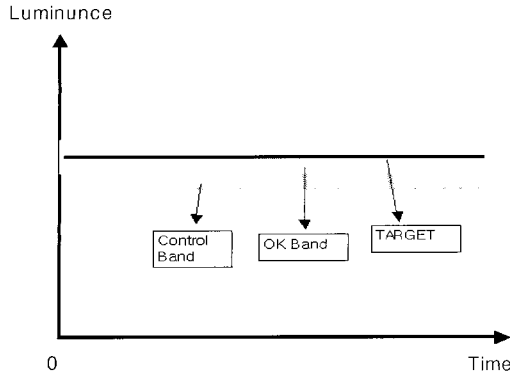 Luminunce
Control
Band
OK Band
TARGET
0
Time